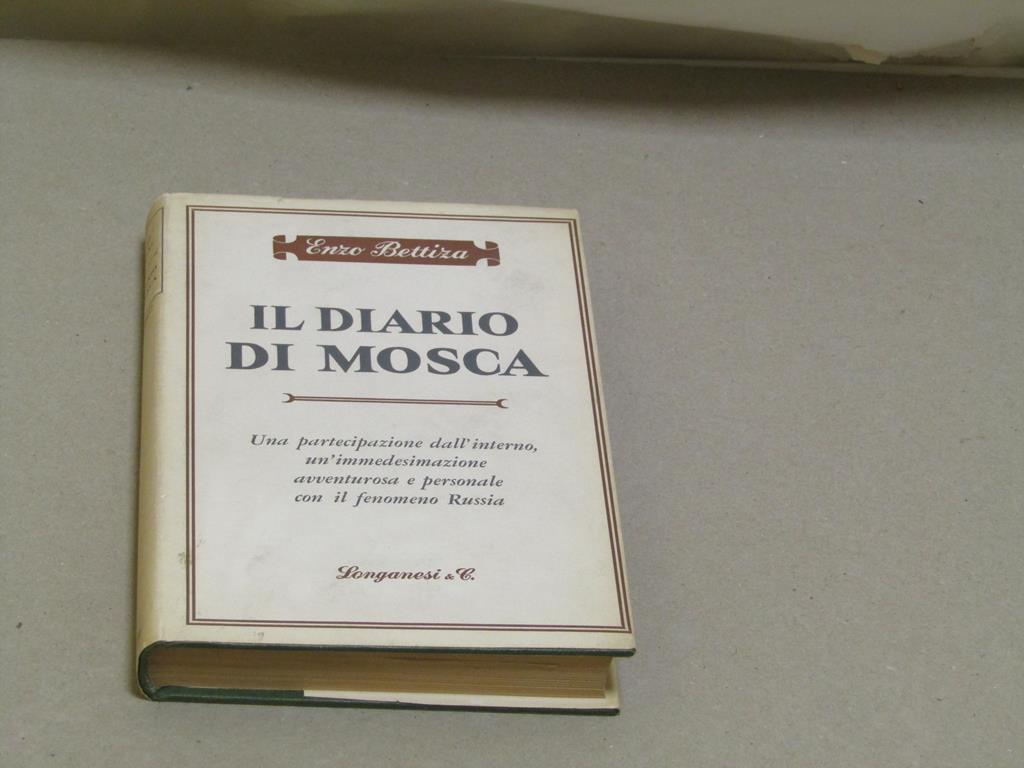 Enzo Bettiza
IL DIARIO
DI MOSCA
Una partecipazione dall'interno,
un'immedesimazione
avventurosa e personale
con il fenomeno Russia
Longanesi & C.